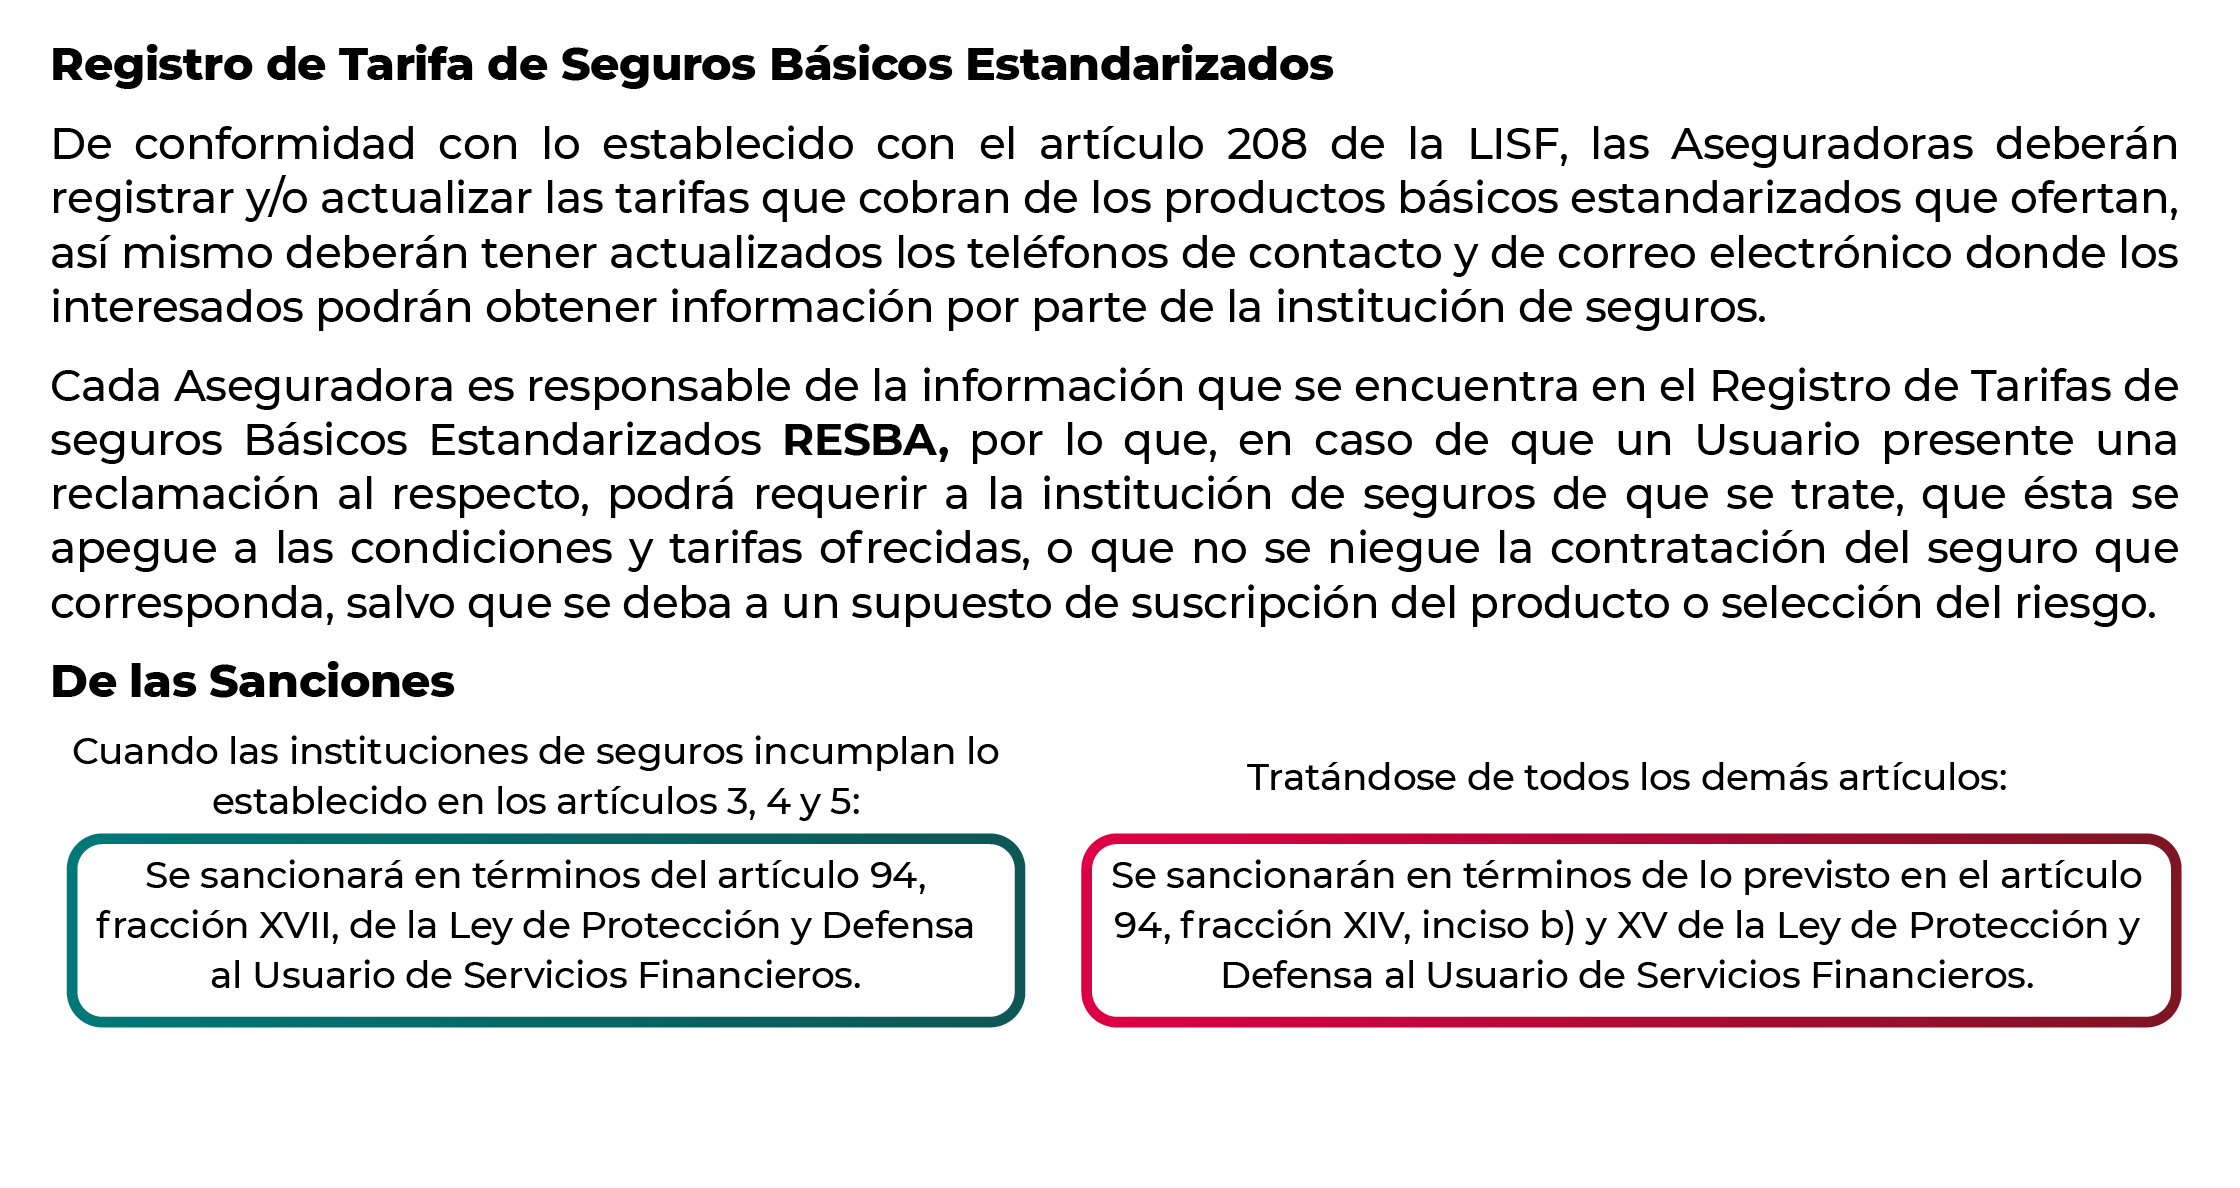 Registro de Tarifa de Seguros Básicos Estandarizados
De conformidad con lo establecido con el artículo 208 de la LISF, las Aseguradoras deberán
registrar y/o actualizar las tarifas que cobran de los productos básicos estandarizados que ofertan,
así mismo deberán tener actualizados los teléfonos de contacto y de correo electrónico donde los
interesados podrán obtener información por parte de la institución de seguros.
Cada Aseguradora es responsable de la información que se encuentra en el Registro de Tarifas de
seguros Básicos Estandarizados RESBA, por lo que, en caso de que un Usuario presente una
reclamación al respecto, podrá requerir a la institución de seguros de que se trate, que ésta se
apegue a las condiciones y tarifas ofrecidas, o que no se niegue la contratación del seguro que
corresponda, salvo que se deba a un supuesto de suscripción del producto o selección del riesgo.
De las Sanciones
Cuando las instituciones de seguros incumplan lo
establecido en los artículos 3, 4 y 5:
Se sancionará en términos del artículo 94,
fracción XVII, de la Ley de Protección y Defensa
al Usuario de Servicios Financieros.
Tratándose de todos los demás artículos:
Se sancionarán en términos de lo previsto en el artículo
94, fracción XIV, inciso b) y XV de la Ley de Protección y
Defensa al Usuario de Servicios Financieros.